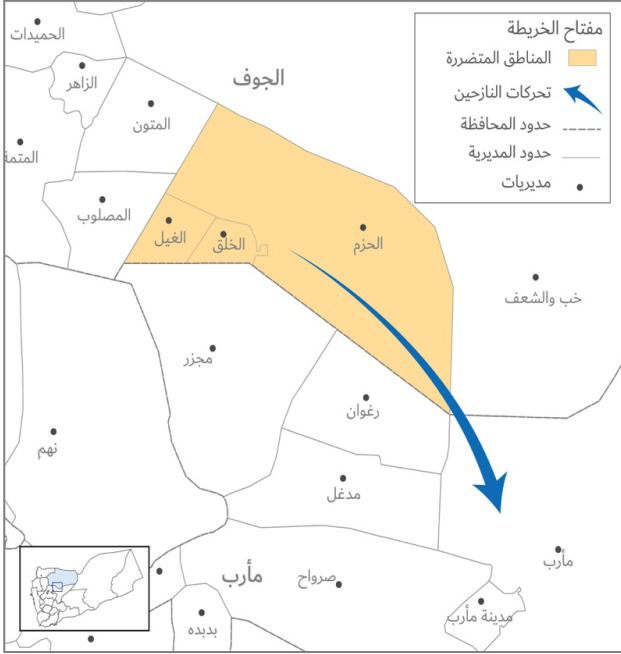 مفتاح الخريطة
المناطق المتضررة
تحركات النازحين
حدود المحافظة
حدود المديرية
مديريات
الحميدات
الزاهر
الجوف
المتون
المتمة
المصلوب
الغيل
الخلق
الحزم
خب والشعف
مجزر
رغوان
نهم
مدغل
مأرب
صرواح
مأرب
مدينة مأرب
بدبده